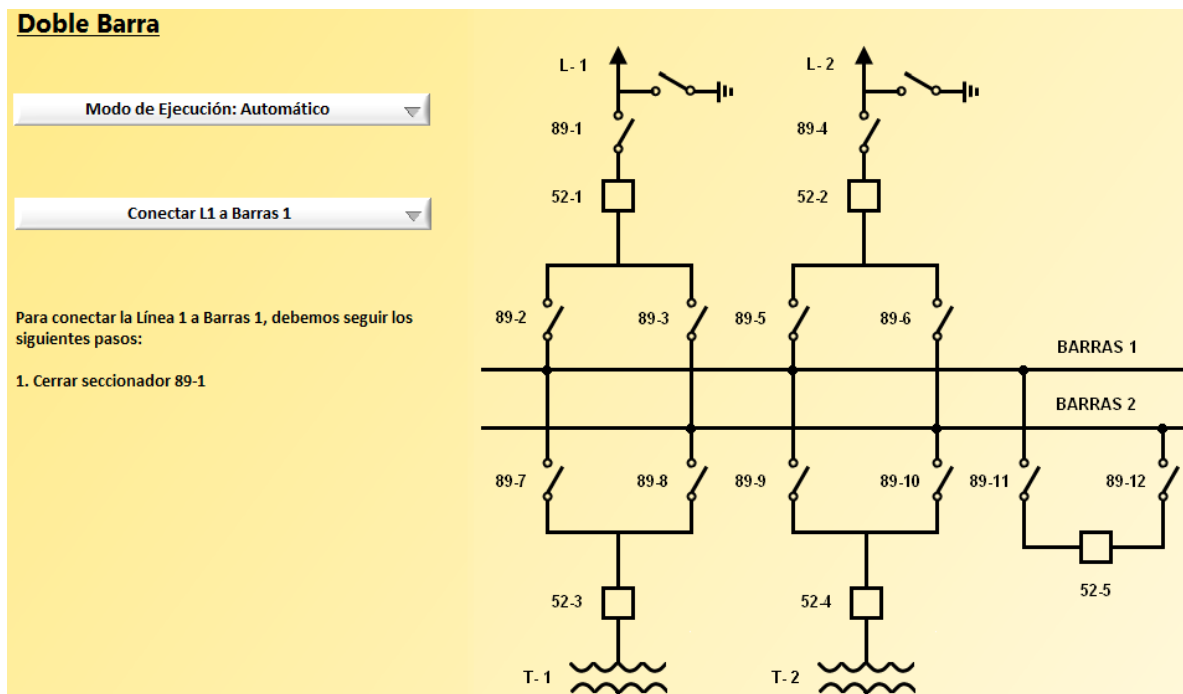 Doble Barra
Modo de Ejecución: Automático
Conectar L1 a Barras 1
Para conectar la Línea 1 a Barras 1, debemos seguir los
siguientes pasos:
1. Cerrar seccionador 89-1
L- 1
L- 2
89-1
89-4
52-1
52-2
89-2
89-3
89-5
89-6
BARRAS 1
BARRAS 2
89-7
89-8
89-9
89-10
89-11
89-12
52-3
52-4
52-5
T- 1
T- 2